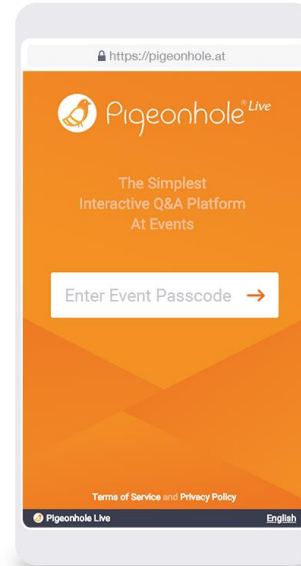 https://pigeonhole.at
Pigeonhole® Live
The Simplest
Interactive Q&A Platform
At Events
Enter Event Passcode →
Terms of Service and Privacy Policy
Pigeonhole Live English